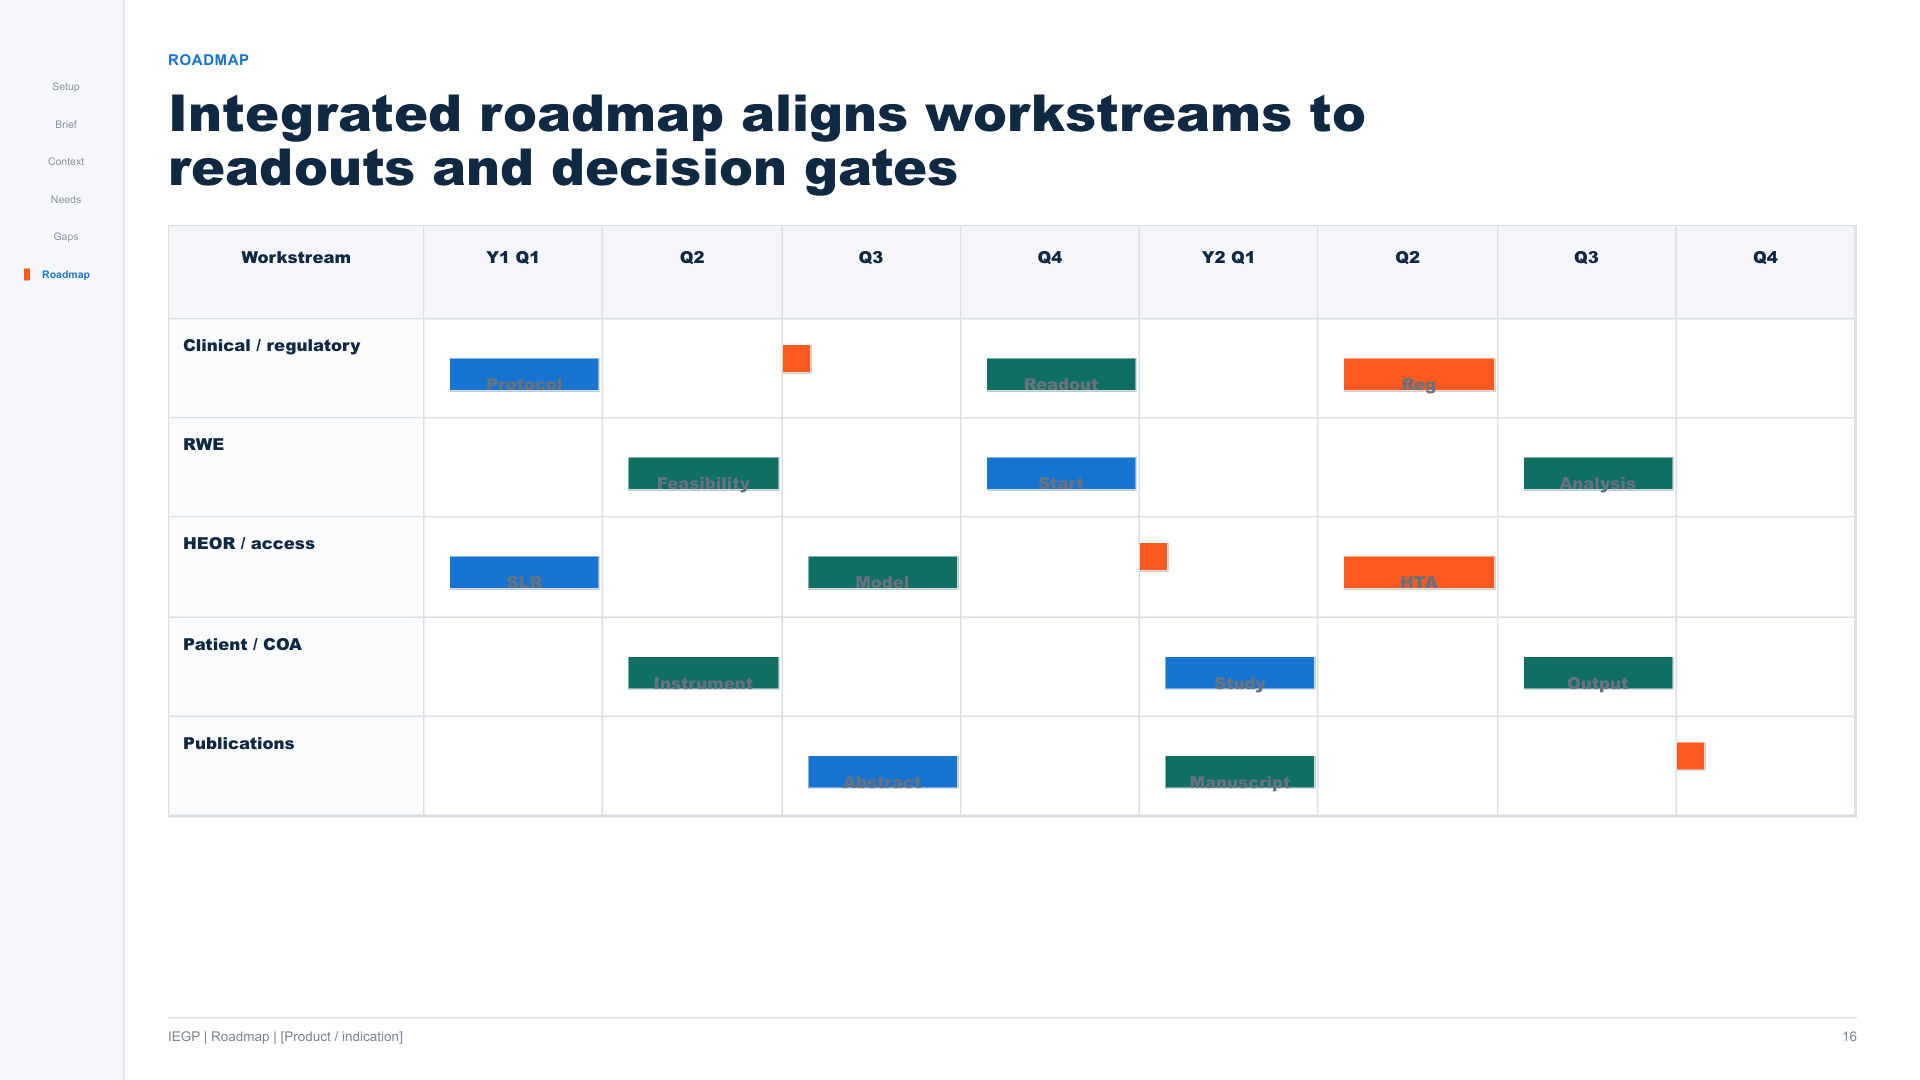 Setup
Brief
Context
Needs
Gaps
Roadmap
ROADMAP
Integrated roadmap aligns workstreams to
readouts and decision gates
Workstream Y1 Q1 Q2 Q3 Q4 Y2 Q1 Q2 Q3 Q4
Clinical / regulatory
Protocol Readout Reg
RWE
Feasibility Start Analysis
HEOR / access
SLR Model HTA
Patient / COA
Instrument Study Output
Publications
Abstract Manuscript
IEGP | Roadmap | [Product / indication] 16